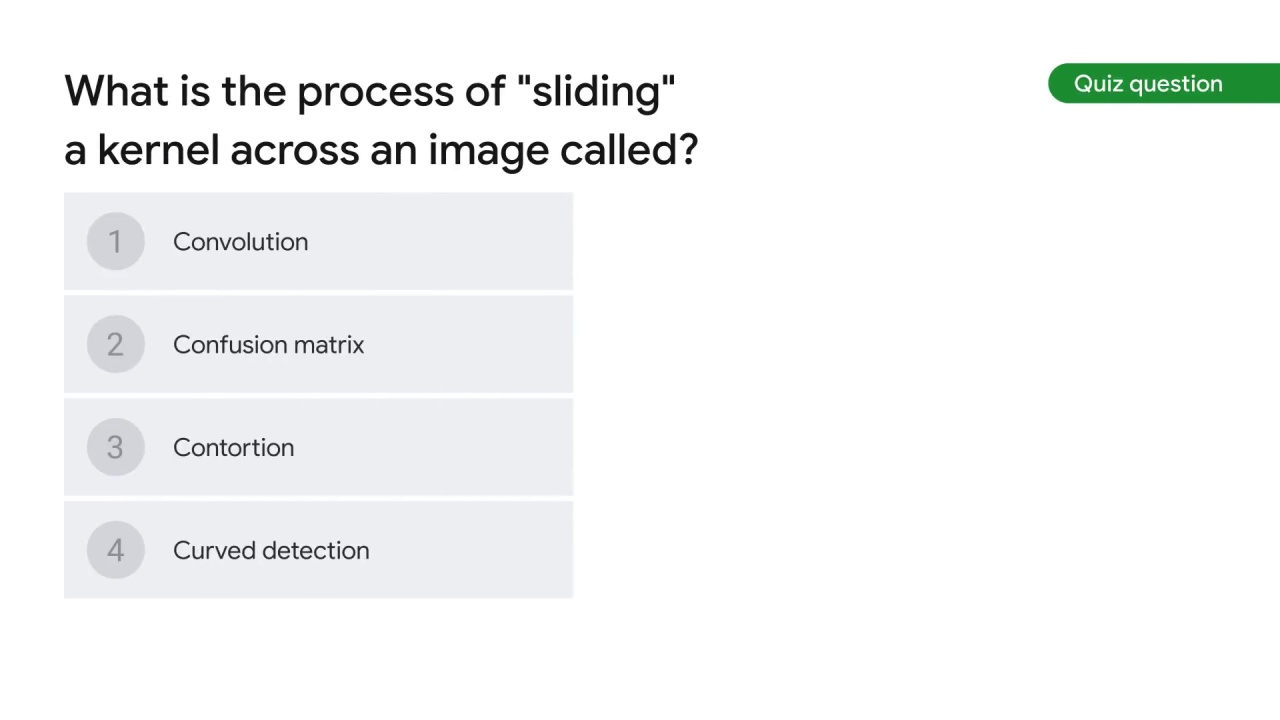 What is the process of "sliding"
a kernel across an image called?
Quiz question
1 Convolution
2 Confusion matrix
3 Contortion
4 Curved detection